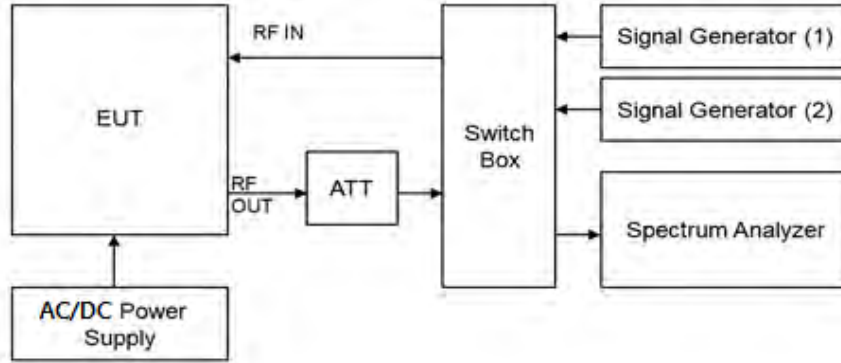 EUT
RF IN
RF
OUT
ATT
Switch
Box
Signal Generator (1)
Signal Generator (2)
Spectrum Analyzer
AC/DC Power
Supply